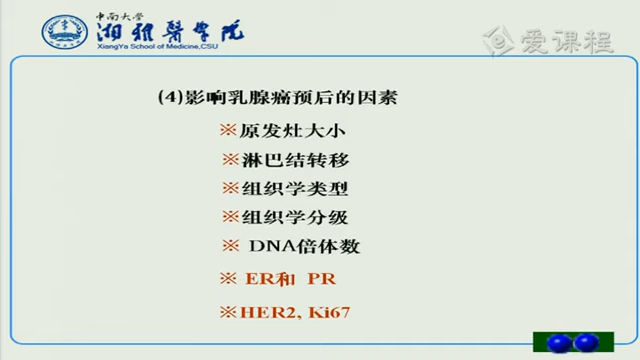 中南大学
湘雅醫学院
XiangYa School of Medicine,CSU
爱课程
(4)影响乳腺癌预后的因素
※原发灶大小
※淋巴结转移
※组织学类型
※组织学分级
※ DNA倍体数
※ ER和 PR
※HER2, Ki67